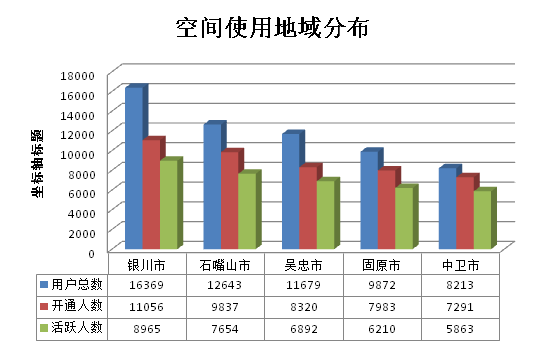 空间使用地域分布
坐标轴标题
18000
16000
14000
12000
10000
8000
6000
4000
2000
0
银川市 石嘴山市 吴忠市 固原市 中卫市
用户总数 16369 12643 11679 9872 8213
开通人数 11056 9837 8320 7983 7291
活跃人数 8965 7654 6892 6210 5863